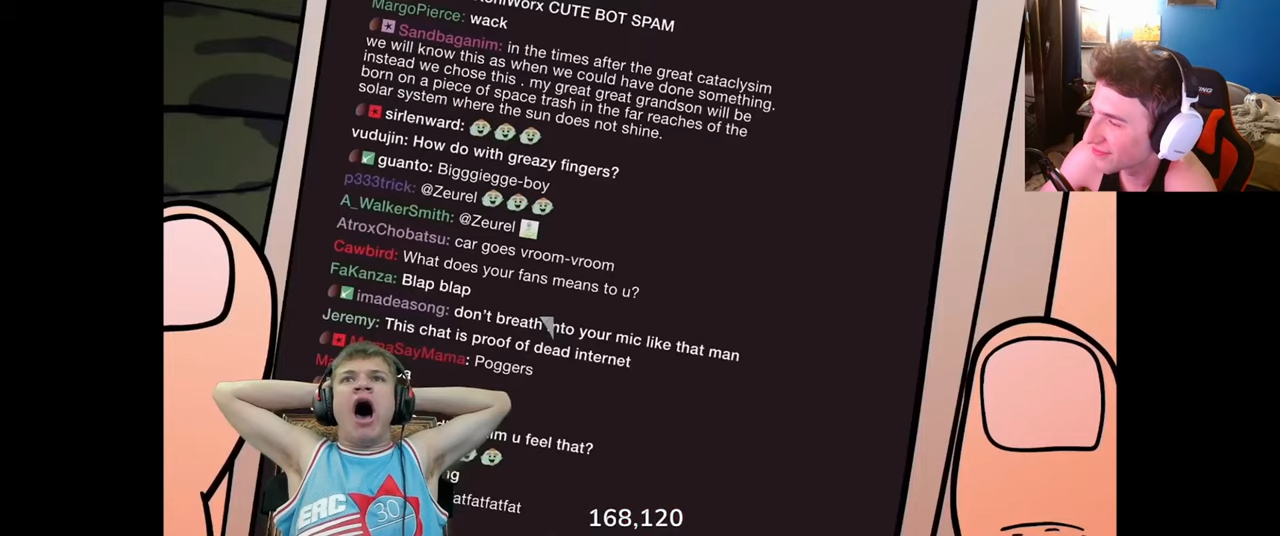 CUTE BOT SPAM
MargoPierce: wack
Sandbaganim: in the times after the great cataclysim
we will know this as when we could have done something.
instead we chose this . my great great grandson will be
born on a piece of space trash in the far reaches of the
solar system where the sun does not shine.
sirlenward:
vudujin: How do with greazy fingers?
guanto: Bigggiegge-boy
p333trick: @Zeurel
A_WalkerSmith: @Zeurel
AtroxChobatsu: car goes vroom-vroom
Cawbird: What does your fans means to u?
FaKanza: Blap blap
imadeasong: don't breath into your mic like that man
Jeremy: This chat is proof of dead internet
MamaSayMama: Poggers
u feel that?
atfatfatfat
ERC
30
168,120